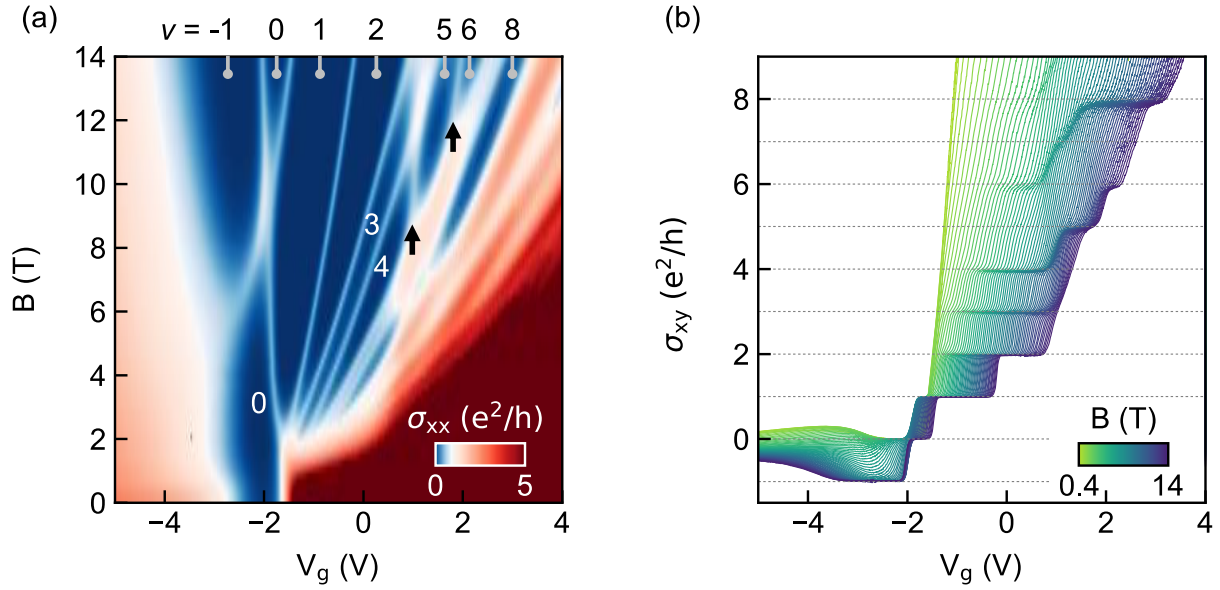 (a)
ν = -1 0 1 2 5 6 8
14
12
10
8
6
4
2
0
B (T)
3
4
0
σxx (e²/h)
0 5
−4 −2 0 2 4
Vg (V)
(b)
8
6
4
2
0
σxy (e²/h)
B (T)
0.4 14
−4 −2 0 2 4
Vg (V)